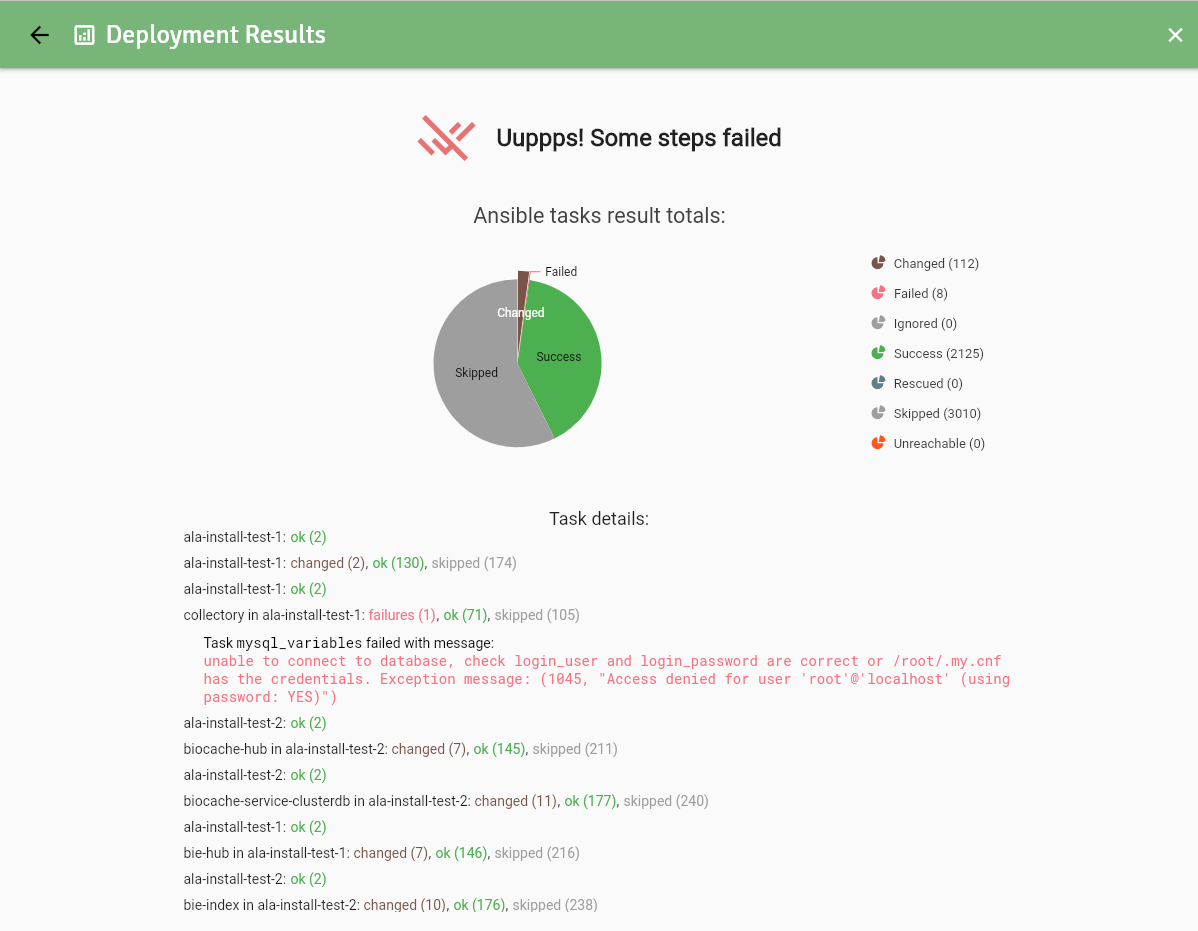 Deployment Results
Uuppps! Some steps failed
Ansible tasks result totals:
Failed
Changed
Success
Skipped
Changed (112)
Failed (8)
Ignored (0)
Success (2125)
Rescued (0)
Skipped (3010)
Unreachable (0)
Task details:
ala-install-test-1: ok (2)
ala-install-test-1: changed (2), ok (130), skipped (174)
ala-install-test-1: ok (2)
collectory in ala-install-test-1: failures (1), ok (71), skipped (105)
Task mysql_variables failed with message:
unable to connect to database, check login_user and login_password are correct or /root/.my.cnf
has the credentials. Exception message: (1045, "Access denied for user 'root'@'localhost' (using
password: YES)")
ala-install-test-2: ok (2)
biocache-hub in ala-install-test-2: changed (7), ok (145), skipped (211)
ala-install-test-2: ok (2)
biocache-service-clusterdb in ala-install-test-2: changed (11), ok (177), skipped (240)
ala-install-test-1: ok (2)
bie-hub in ala-install-test-1: changed (7), ok (146), skipped (216)
ala-install-test-2: ok (2)
bie-index in ala-install-test-2: changed (10), ok (176), skipped (238)